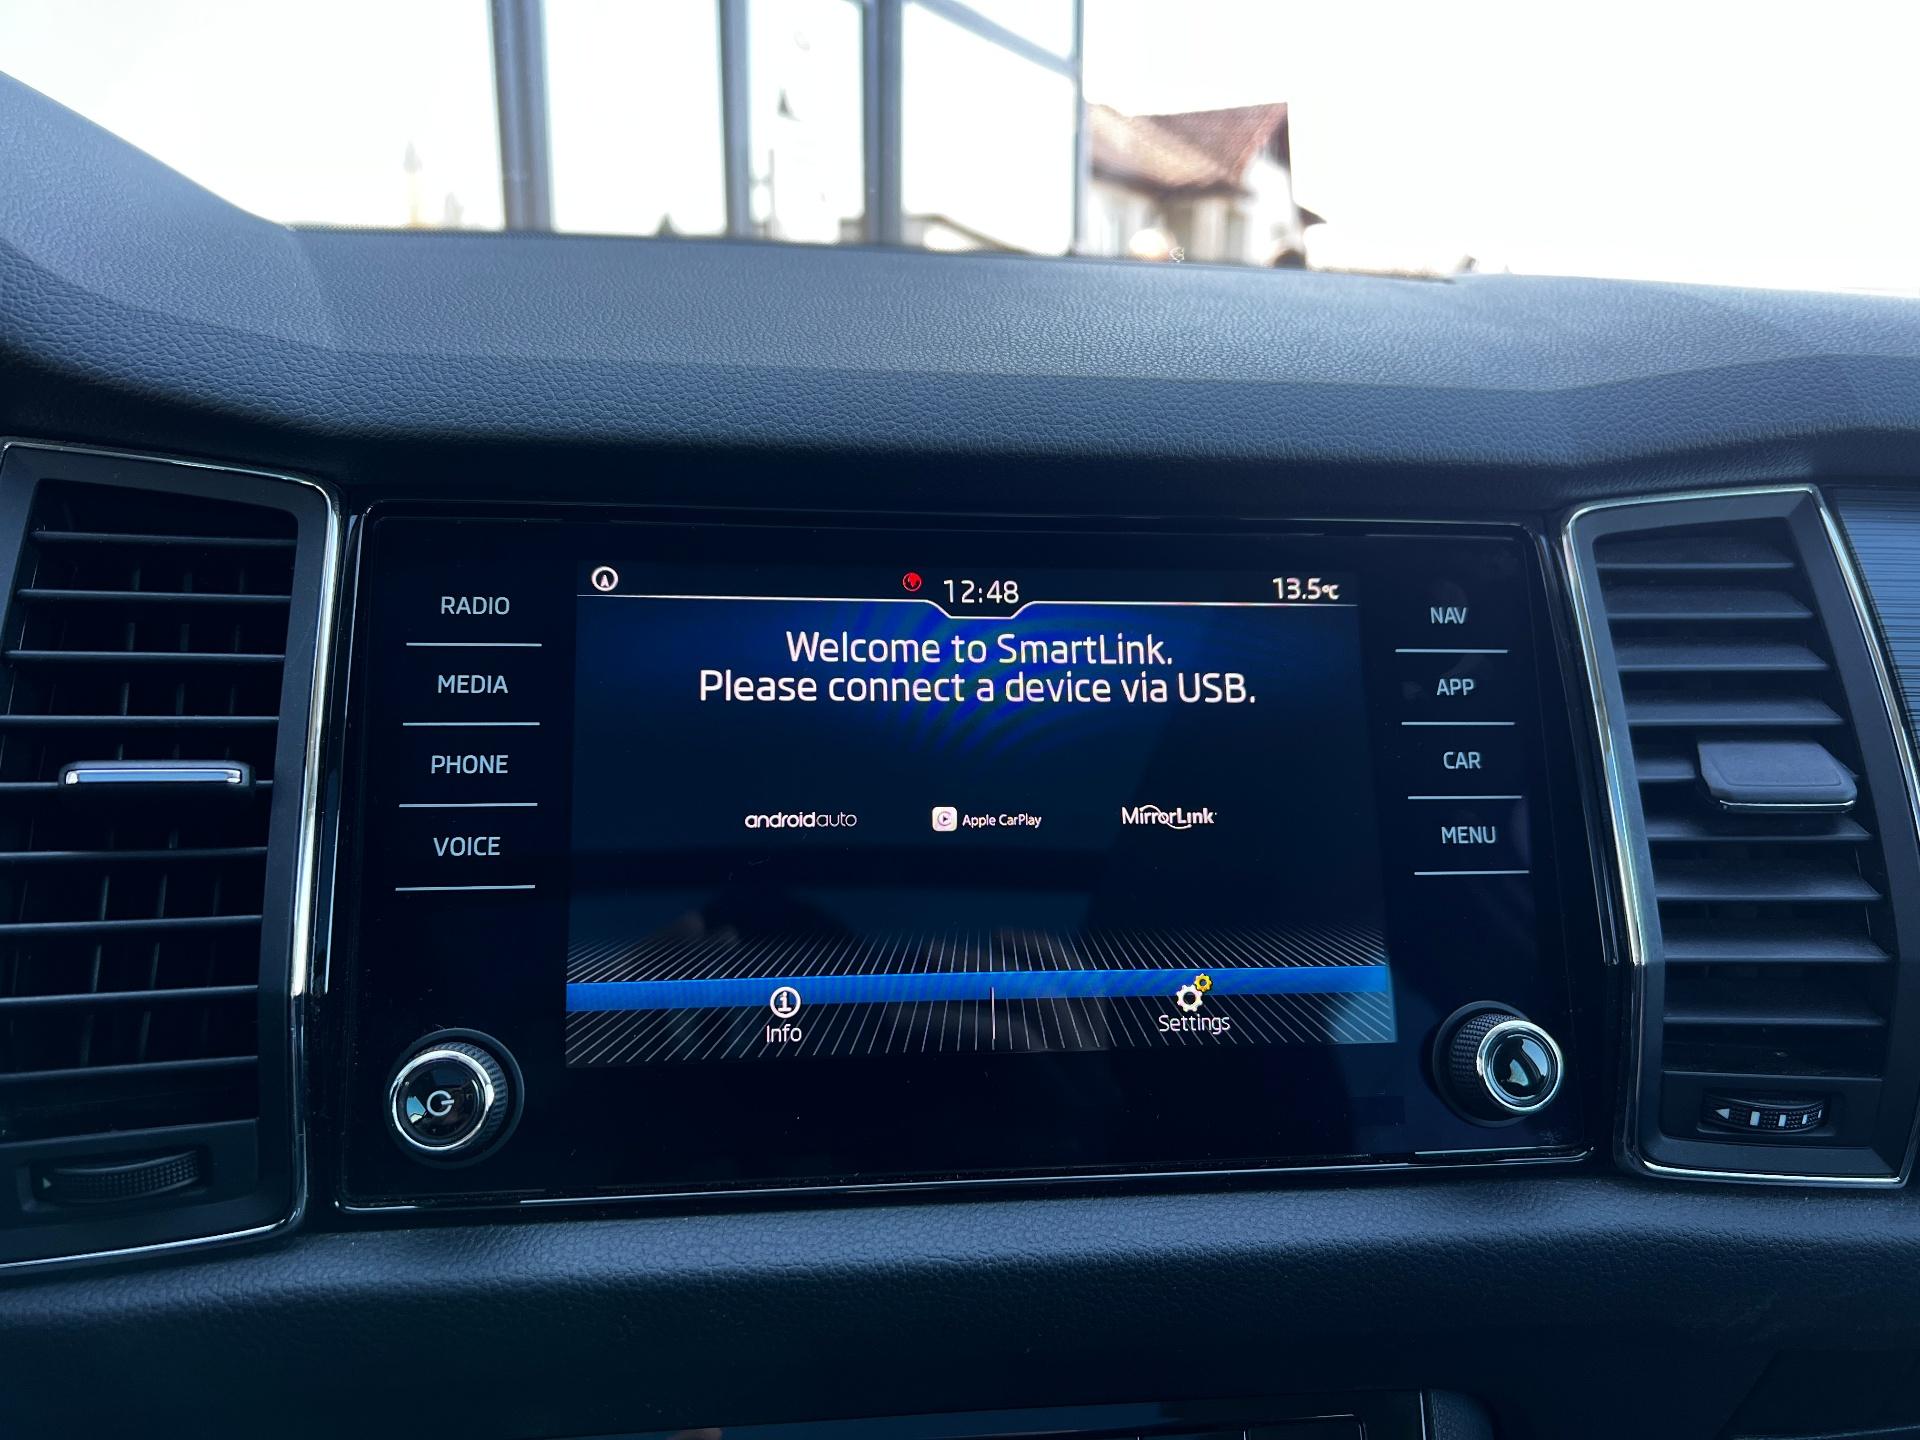 RADIO
MEDIA
PHONE
VOICE
12:48
13.5°C
Welcome to SmartLink.
Please connect a device via USB.
androidauto
Apple CarPlay
MirrorLink
Info
Settings
NAV
APP
CAR
MENU